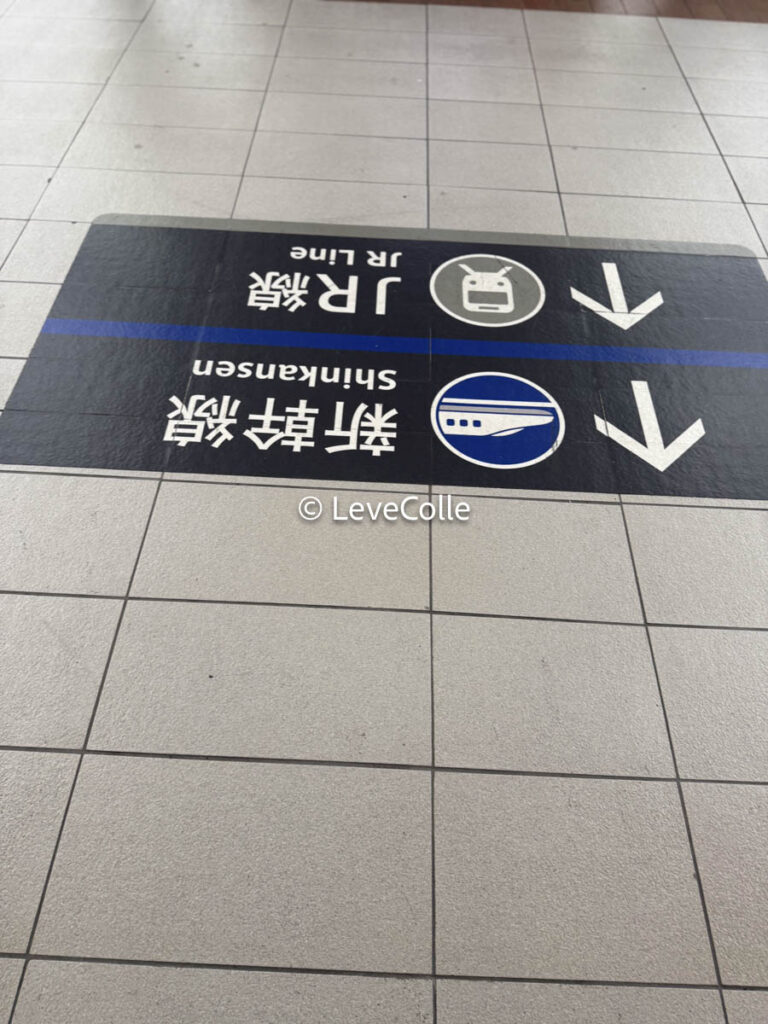 新幹線
Shinkansen
JR線
JR Line
© LeveColle